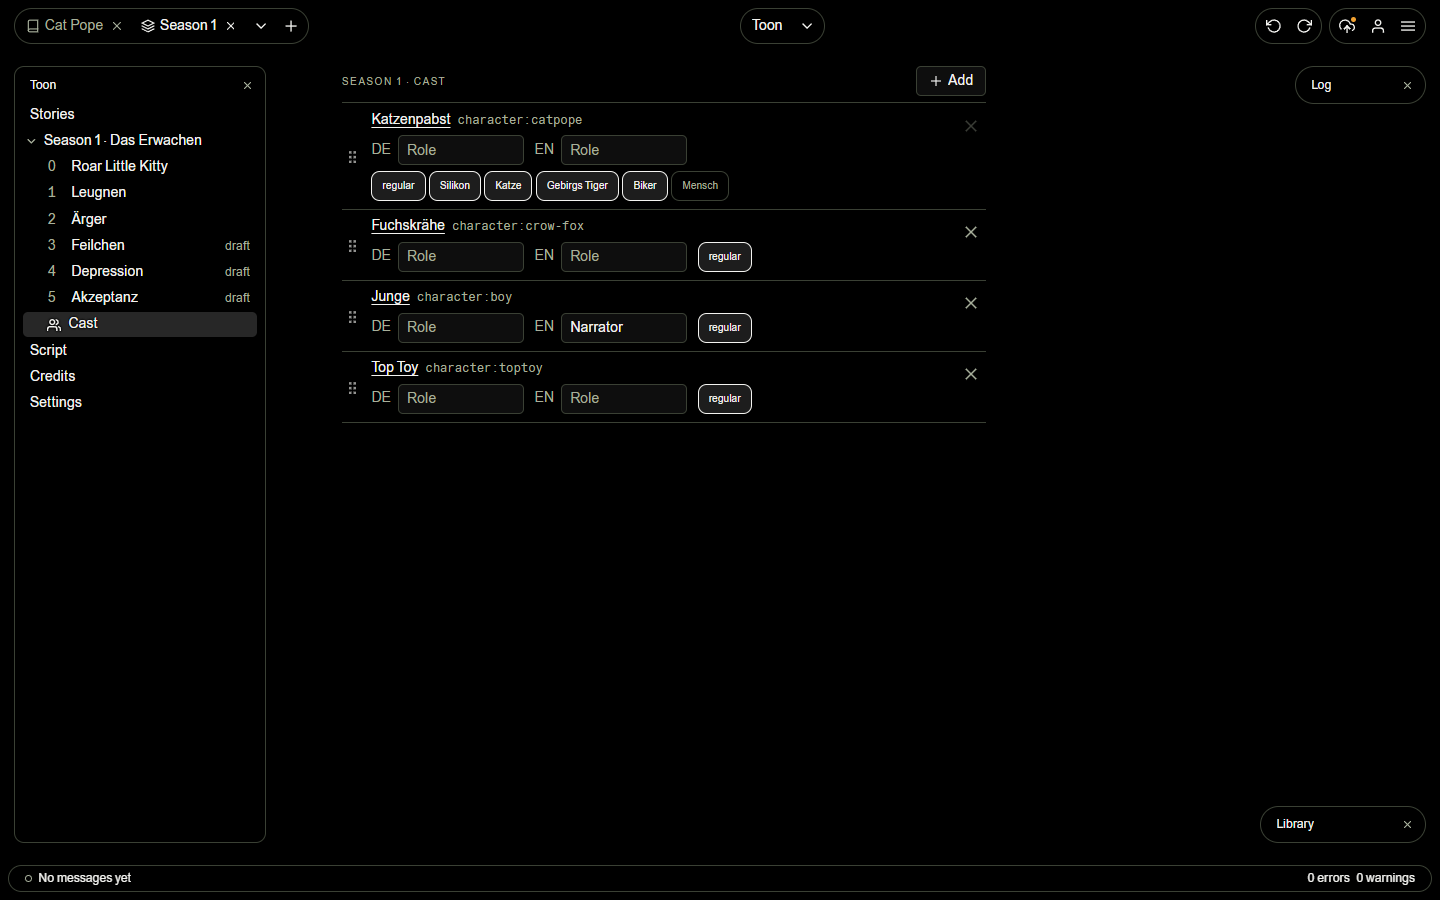 Cat Pope
Season 1
Toon
Toon
Stories
Season 1 · Das Erwachen
0 Roar Little Kitty
1 Leugnen
2 Ärger
3 Feilchen draft
4 Depression draft
5 Akzeptanz draft
Cast
Script
Credits
Settings
SEASON 1 · CAST
Add
Katzenpabst character:catpope
DE Role EN Role
regular Silikon Katze Gebirgs Tiger Biker Mensch
Fuchskrähe character:crow-fox
DE Role EN Role regular
Junge character:boy
DE Role EN Narrator regular
Top Toy character:toptoy
DE Role EN Role regular
Log
Library
No messages yet
0 errors 0 warnings